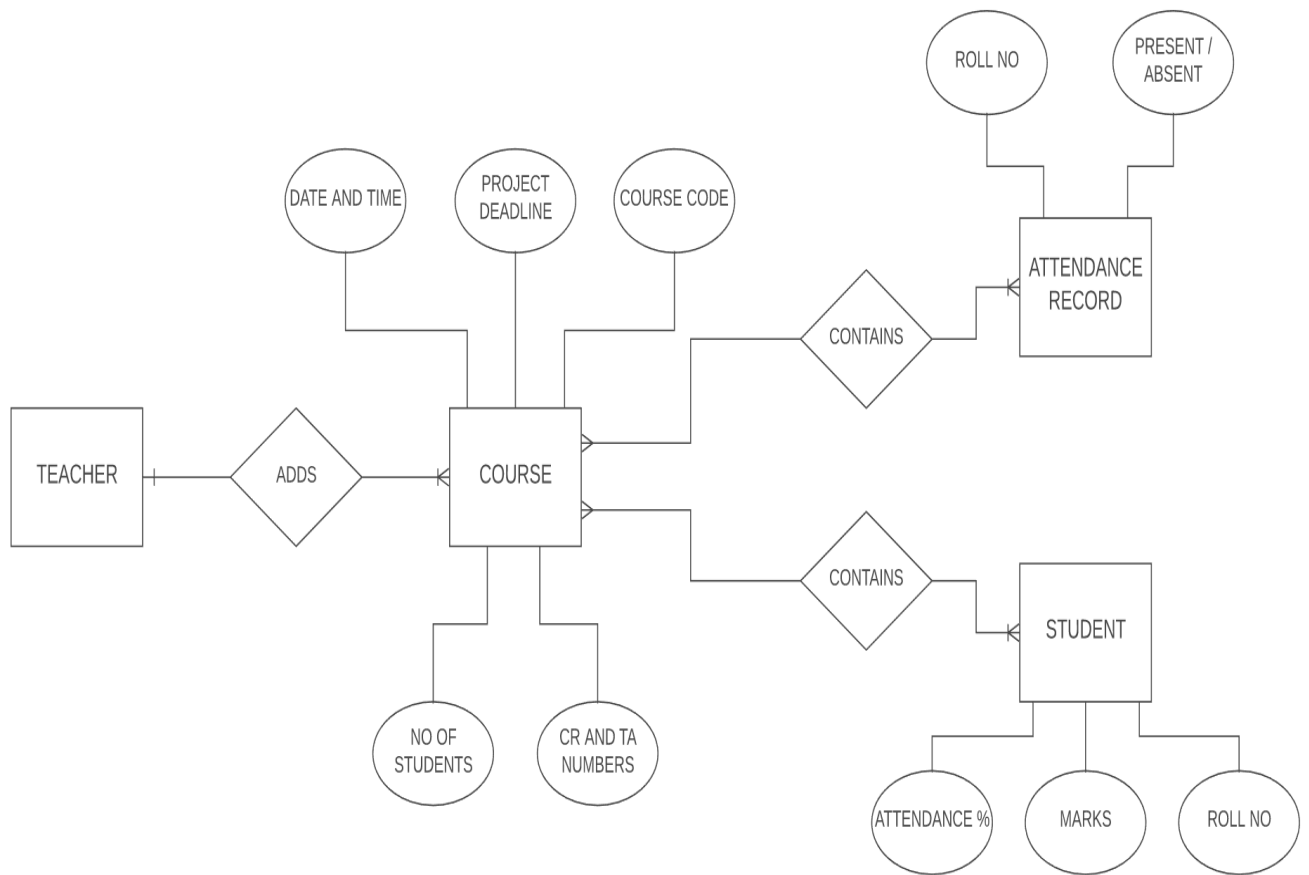 ROLL NO
PRESENT /
ABSENT
DATE AND TIME
PROJECT
DEADLINE
COURSE CODE
ATTENDANCE
RECORD
CONTAINS
TEACHER
ADDS
COURSE
CONTAINS
STUDENT
NO OF
STUDENTS
CR AND TA
NUMBERS
ATTENDANCE %
MARKS
ROLL NO